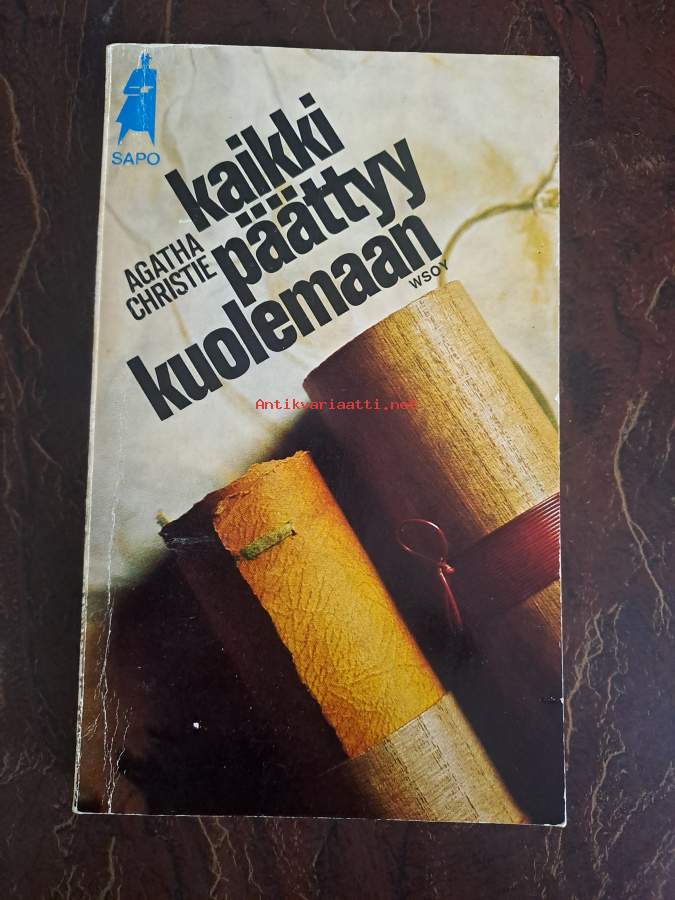 SAPO
kaikki
päättyy
kuolemaan
AGATHA
CHRISTIE
WSOY
Antikvariaatti.net